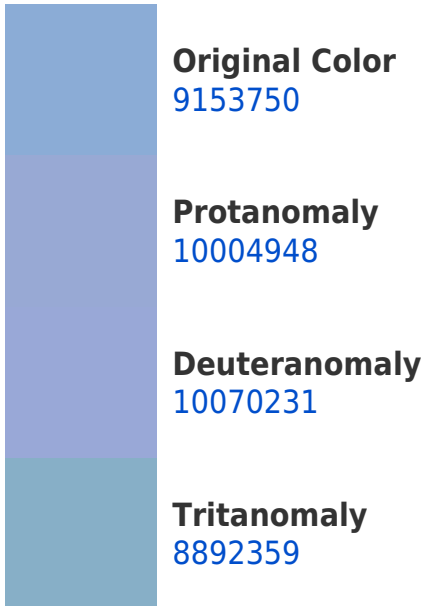 Original Color
9153750
Protanomaly
10004948
Deuteranomaly
10070231
Tritanomaly
8892359